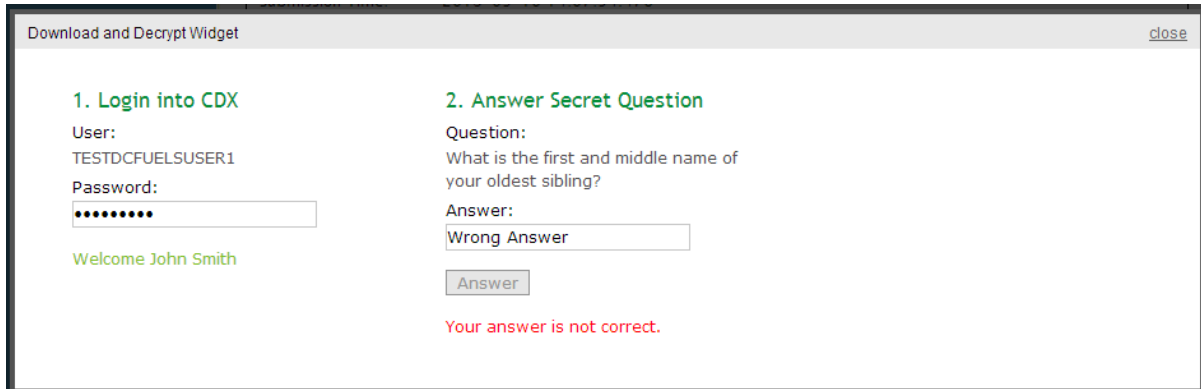 Download and Decrypt Widget
close
1. Login into CDX
User:
TESTDCFUELSUSER1
Password:
•••••••••
Welcome John Smith
2. Answer Secret Question
Question:
What is the first and middle name of
your oldest sibling?
Answer:
Wrong Answer
Answer
Your answer is not correct.